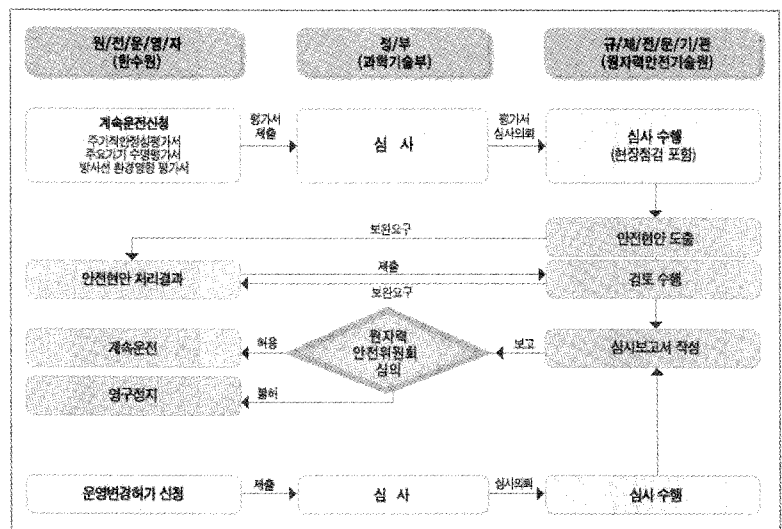 원/전/운/영/자
(한수원)
정/부
(과학기술부)
규/제/전/문/기/관
(원자력안전기술원)
계속운전신청
주기적안정성평가서
주요기기 수명평가서
방사선 환경영향 평가서
평가서
제출
심 사
평가서
심사의뢰
심사 수행
(현장점검 포함)
보완요구
안전현안 도출
안전현안 처리결과
제출
보완요구
검토 수행
계속운전
허용
원자력
안전위원회
심의
보고
심사보고서 작성
영구정지
불허
운영변경허가 신청
제출
심 사
심사의뢰
심사 수행